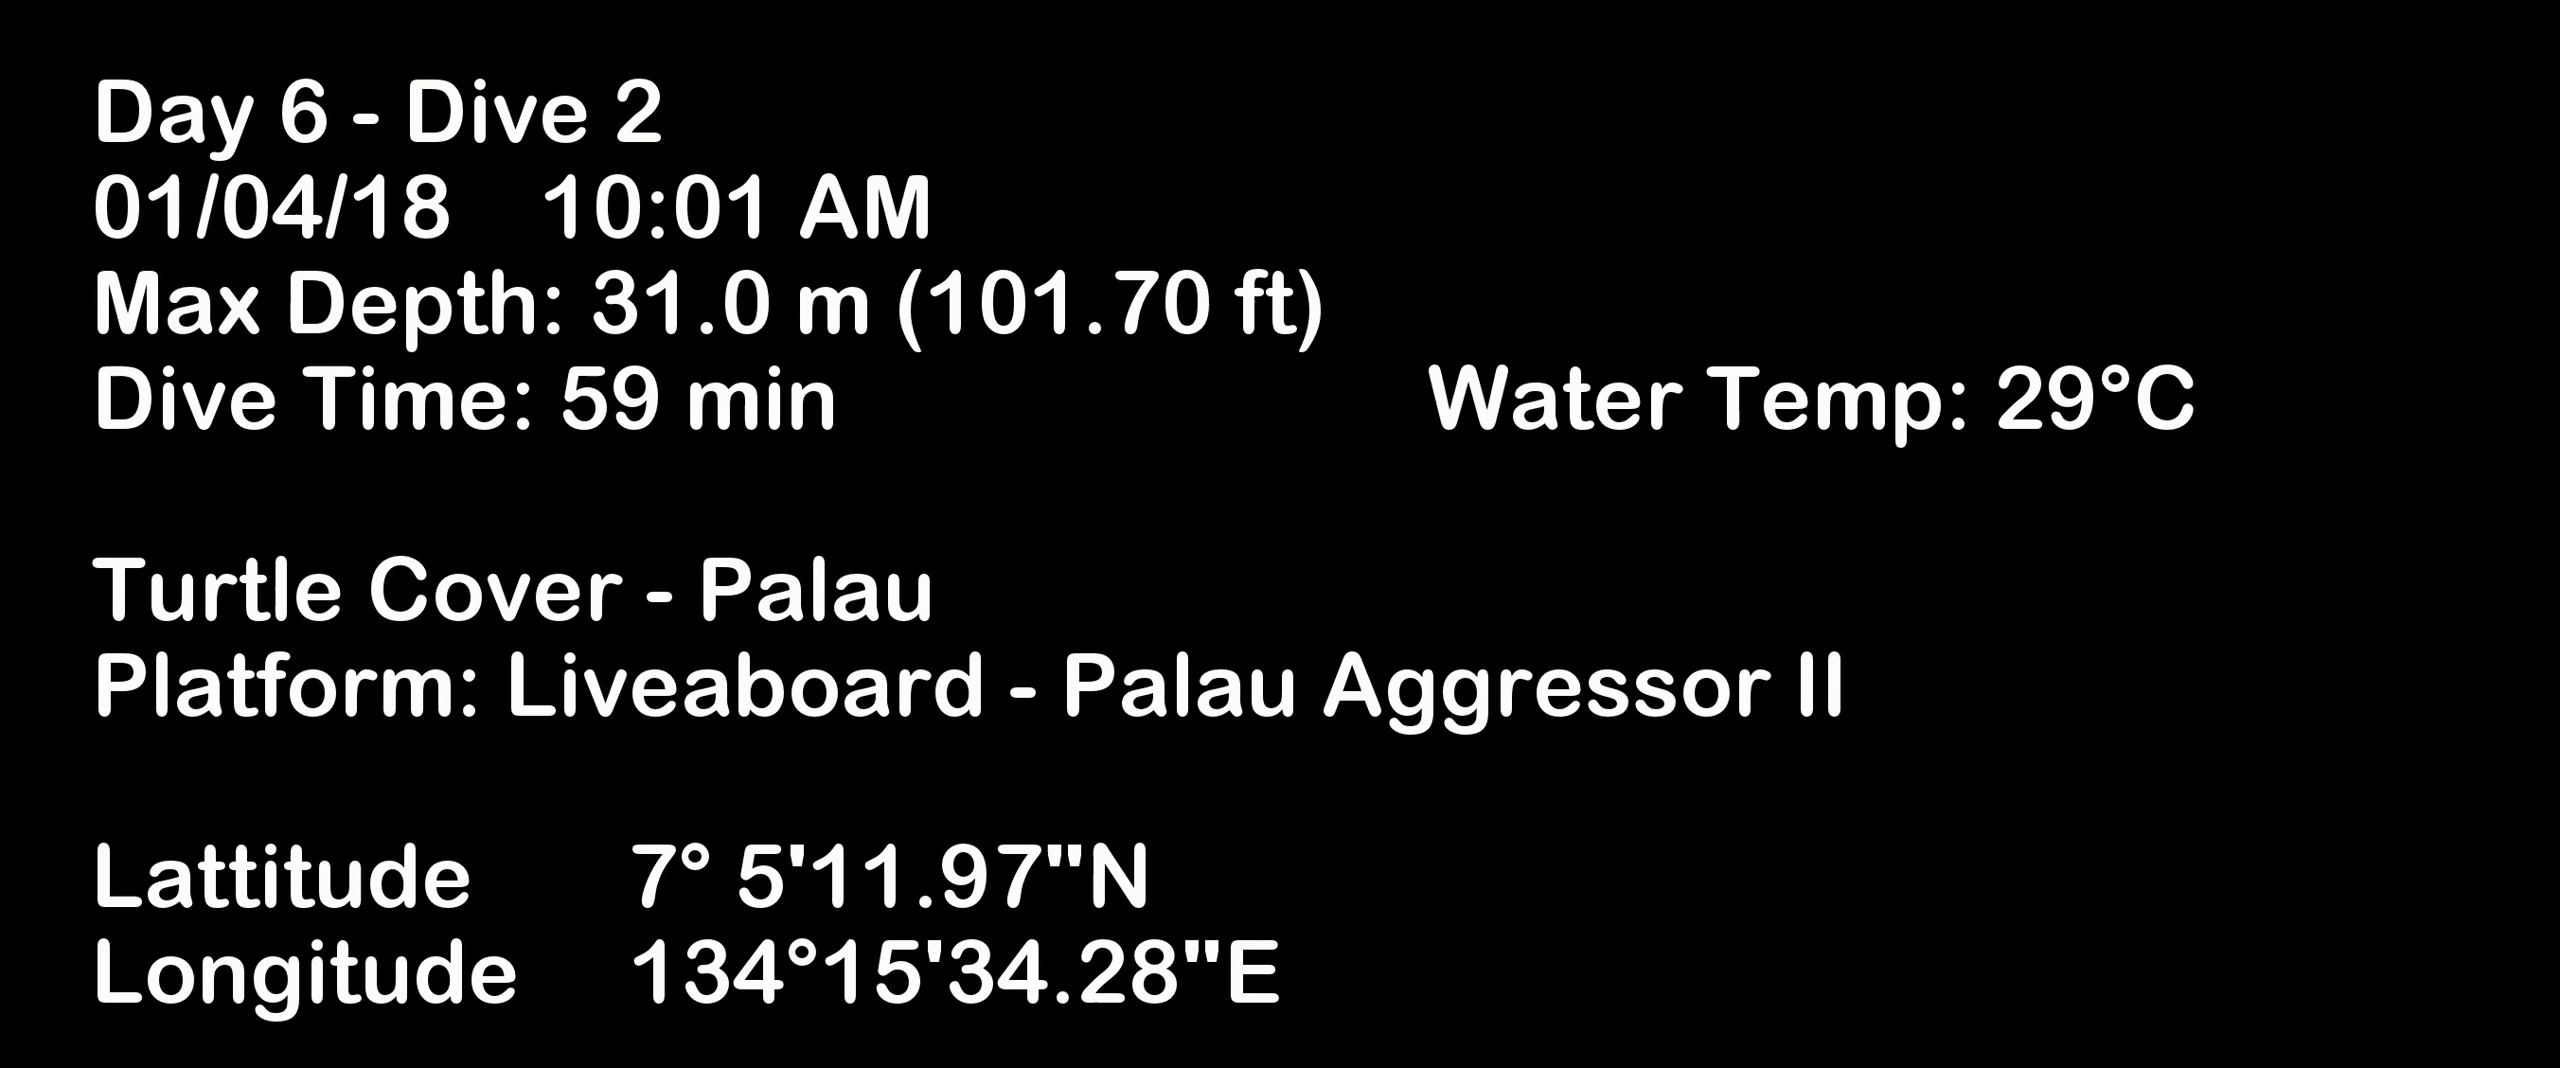 Day 6 - Dive 2
01/04/18 10:01 AM
Max Depth: 31.0 m (101.70 ft)
Dive Time: 59 min Water Temp: 29°C
Turtle Cover - Palau
Platform: Liveaboard - Palau Aggressor II
Lattitude 7° 5'11.97"N
Longitude 134°15'34.28"E